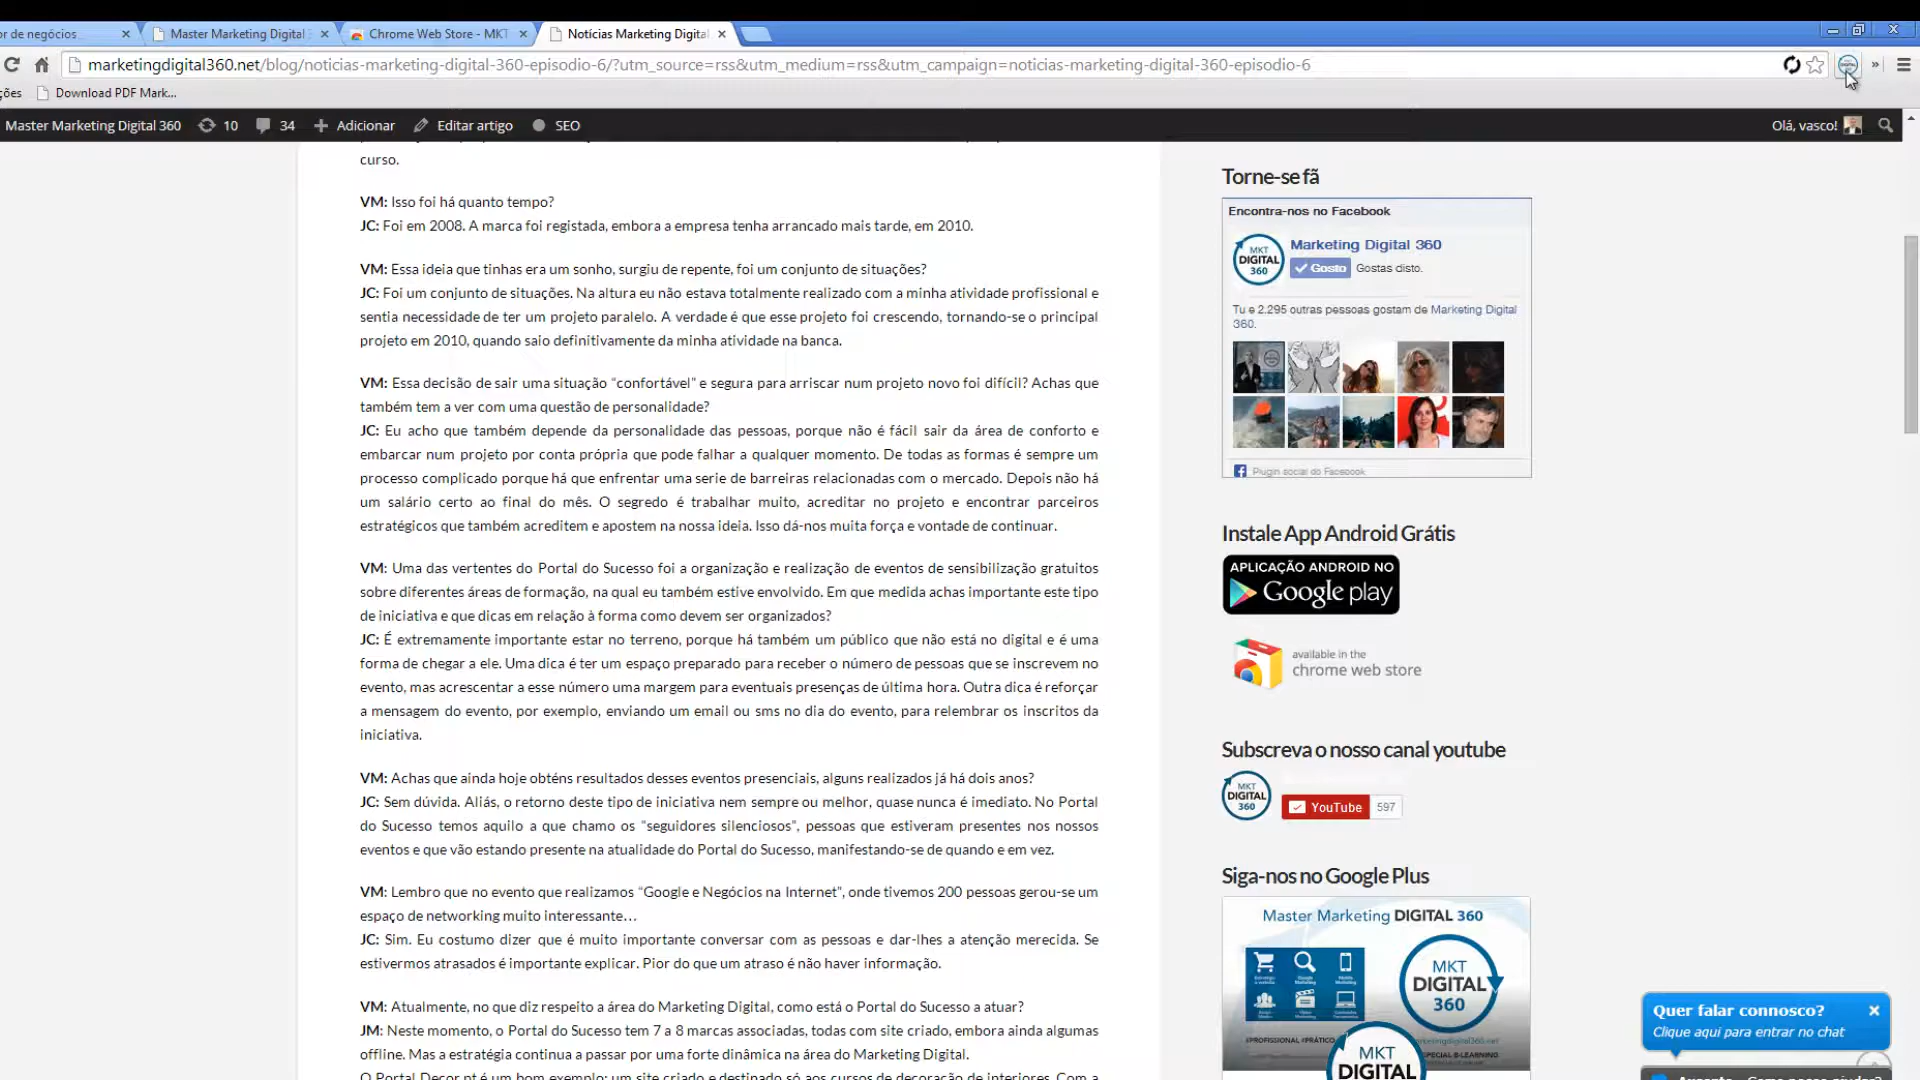 or de negócios
Master Marketing Digital
Chrome Web Store - MKT
Notícias Marketing Digital
marketingdigital360.net/blog/noticias-marketing-digital-360-episodio-6/?utm_source=rss&utm_medium=rss&utm_campaign=noticias-marketing-digital-360-episodio-6
ções
Download PDF Mark...
Master Marketing Digital 360
10
34
Adicionar
Editar artigo
SEO
Olá, vasco!
curso.
VM: Isso foi há quanto tempo?
JC: Foi em 2008. A marca foi registada, embora a empresa tenha arrancado mais tarde, em 2010.
VM: Essa ideia que tinhas era um sonho, surgiu de repente, foi um conjunto de situações?
JC: Foi um conjunto de situações. Na altura eu não estava totalmente realizado com a minha atividade profissional e
sentia necessidade de ter um projeto paralelo. A verdade é que esse projeto foi crescendo, tornando-se o principal
projeto em 2010, quando saio definitivamente da minha atividade na banca.
VM: Essa decisão de sair uma situação “confortável” e segura para arriscar num projeto novo foi difícil? Achas que
também tem a ver com uma questão de personalidade?
JC: Eu acho que também depende da personalidade das pessoas, porque não é fácil sair da área de conforto e
embarcar num projeto por conta própria que pode falhar a qualquer momento. De todas as formas é sempre um
processo complicado porque há que enfrentar uma serie de barreiras relacionadas com o mercado. Depois não há
um salário certo ao final do mês. O segredo é trabalhar muito, acreditar no projeto e encontrar parceiros
estratégicos que também acreditem e apostem na nossa ideia. Isso dá-nos muita força e vontade de continuar.
VM: Uma das vertentes do Portal do Sucesso foi a organização e realização de eventos de sensibilização gratuitos
sobre diferentes áreas de formação, na qual eu também estive envolvido. Em que medida achas importante este tipo
de iniciativa e que dicas em relação à forma como devem ser organizados?
JC: É extremamente importante estar no terreno, porque há também um público que não está no digital e é uma
forma de chegar a ele. Uma dica é ter um espaço preparado para receber o número de pessoas que se inscrevem no
evento, mas acrescentar a esse número uma margem para eventuais presenças de última hora. Outra dica é reforçar
a mensagem do evento, por exemplo, enviando um email ou sms no dia do evento, para relembrar os inscritos da
iniciativa.
VM: Achas que ainda hoje obténs resultados desses eventos presenciais, alguns realizados já há dois anos?
JC: Sem dúvida. Aliás, o retorno deste tipo de iniciativa nem sempre ou melhor, quase nunca é imediato. No Portal
do Sucesso temos aquilo a que chamo os “seguidores silenciosos”, pessoas que estiveram presentes nos nossos
eventos e que vão estando presente na atualidade do Portal do Sucesso, manifestando-se de quando e em vez.
VM: Lembro que no evento que realizamos “Google e Negócios na Internet”, onde tivemos 200 pessoas gerou-se um
espaço de networking muito interessante…
JC: Sim. Eu costumo dizer que é muito importante conversar com as pessoas e dar-lhes a atenção merecida. Se
estivermos atrasados é importante explicar. Pior do que um atraso é não haver informação.
VM: Atualmente, no que diz respeito a área do Marketing Digital, como está o Portal do Sucesso a atuar?
JM: Neste momento, o Portal do Sucesso tem 7 a 8 marcas associadas, todas com site criado, embora ainda algumas
offline. Mas a estratégia continua a passar por uma forte dinâmica na área do Marketing Digital.
O Portal Decor.pt é um bom exemplo: um site criado e destinado só aos cursos de decoração de interiores. Com a
Torne-se fã
Encontra-nos no Facebook
MKT
DIGITAL
360
Marketing Digital 360
Gosto
Gostas disto.
Tu e 2.295 outras pessoas gostam de Marketing Digital
360.
Plugin social do Facebook
Instale App Android Grátis
APLICAÇÃO ANDROID NO
Google play
available in the
chrome web store
Subscreva o nosso canal youtube
MKT
DIGITAL
360
YouTube
597
Siga-nos no Google Plus
Master Marketing DIGITAL 360
MKT
DIGITAL
360
MKT
DIGITAL
Quer falar connosco?
Clique aqui para entrar no chat